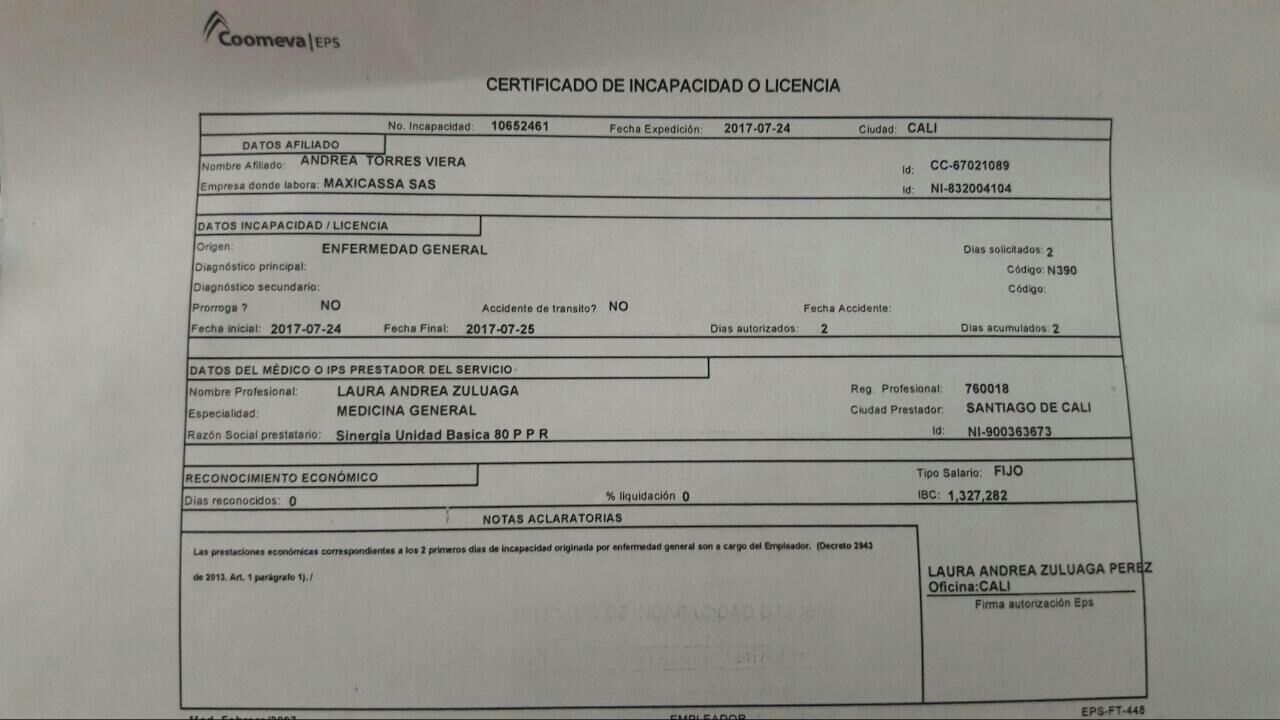 Coomeva|EPS
CERTIFICADO DE INCAPACIDAD O LICENCIA
No. Incapacidad: 10652461 Fecha Expedición: 2017-07-24 Ciudad: CALI
DATOS AFILIADO
Nombre Afiliado: ANDREA TORRES VIERA Id: CC-67021089
Empresa donde labora: MAXICASSA SAS Id: NI-832004104
DATOS INCAPACIDAD / LICENCIA
Origen: ENFERMEDAD GENERAL Dias solicitados: 2
Diagnóstico principal: Código: N390
Diagnóstico secundario: Código:
Prorroga ? NO Accidente de transito? NO Fecha Accidente:
Fecha inicial: 2017-07-24 Fecha Final: 2017-07-25 Dias autorizados: 2 Dias acumulados: 2
DATOS DEL MÉDICO O IPS PRESTADOR DEL SERVICIO
Nombre Profesional: LAURA ANDREA ZULUAGA Reg. Profesional: 760018
Especialidad: MEDICINA GENERAL Ciudad Prestador: SANTIAGO DE CALI
Razón Social prestatario: Sinergia Unidad Basica 80 P P R Id: NI-900363673
RECONOCIMIENTO ECONÓMICO Tipo Salario: FIJO
Dias reconocidos: 0 % liquidación 0 IBC: 1,327,282
NOTAS ACLARATORIAS
Las prestaciones económicas correspondientes a los 2 primeros dias de incapacidad originada por enfermedad general son a cargo del Empleador. (Decreto 2943
de 2013. Art. 1 parágrafo 1). /
LAURA ANDREA ZULUAGA PEREZ
Oficina:CALI
Firma autorización Eps
EPS-FT-448
Mod. Febrero/2007 EMPLEADOR